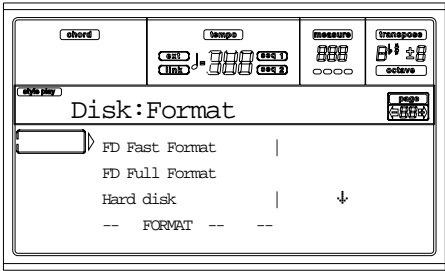 chord tempo measure transpose
ext seq 1
link seq 2
octave
style play page
Disk:Format
FD Fast Format |
FD Full Format
Hard disk |
-- FORMAT -- --